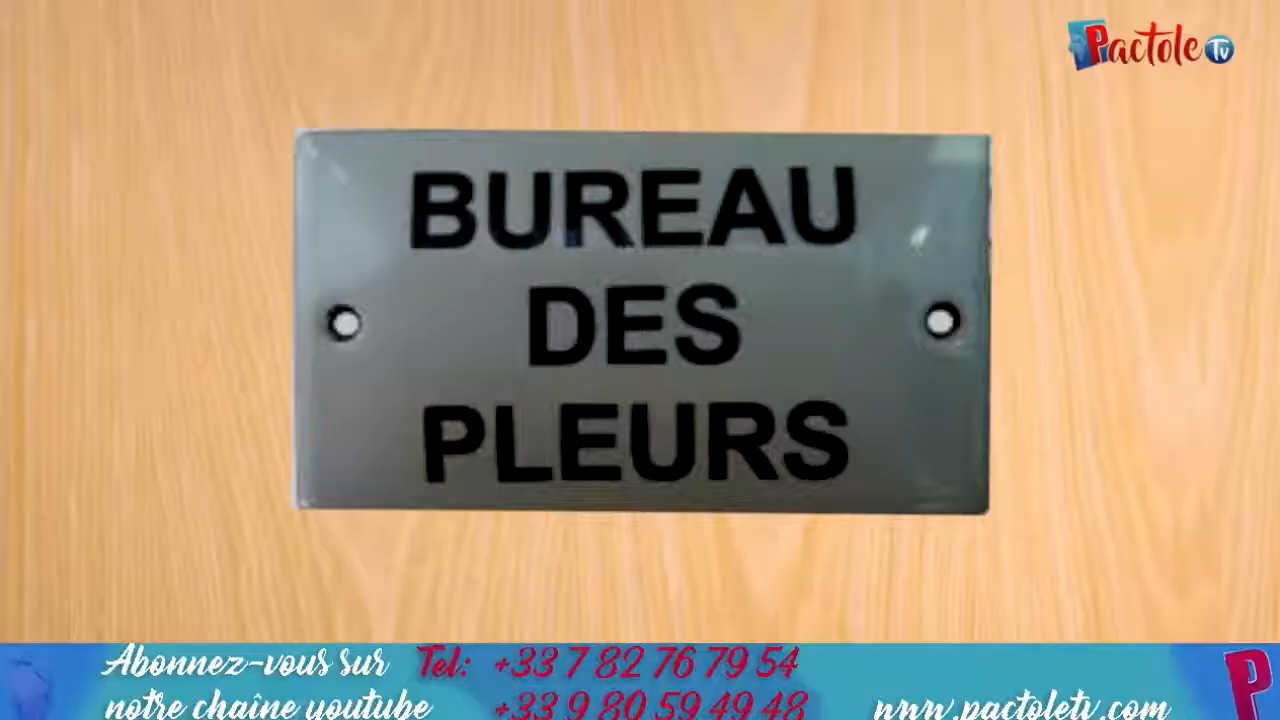 Pactole Tv
BUREAU
DES
PLEURS
Abonnez-vous sur
notre chaîne youtube
Tel: +33 7 82 76 79 54
+33 9 80 59 49 48
www.pactoletv.com
P